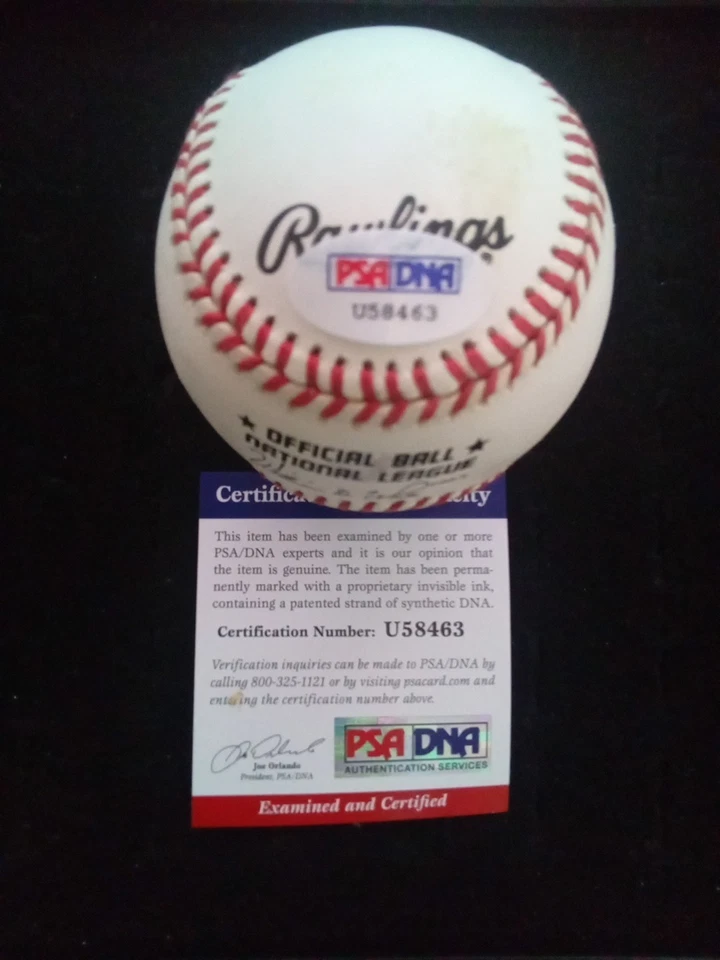 Rawlings
PSA DNA
U58463
★ OFFICIAL BALL ★
NATIONAL LEAGUE
This item has been examined by one or more
PSA/DNA experts and it is our opinion that
the item is genuine. The item has been perma-
nently marked with a proprietary invisible ink,
containing a patented strand of synthetic DNA.
Certification Number: U58463
Verification inquiries can be made to PSA/DNA by
calling 800-325-1121 or by visiting psacard.com and
entering the certification number above.
Joe Orlando
President, PSA/DNA
PSA DNA
AUTHENTICATION SERVICES
Examined and Certified